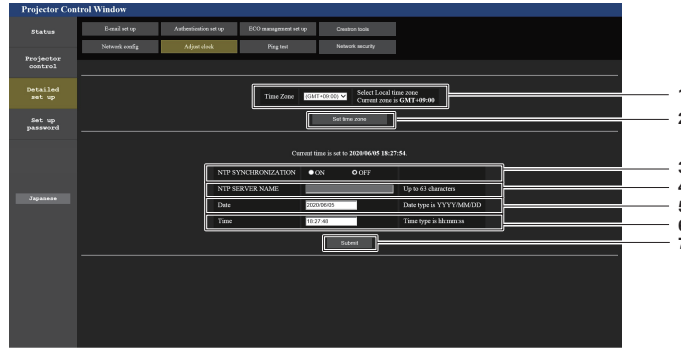 Projector Control Window
Status
E-mail set up
Authentication set up
ECO management set up
Crestron tools
Network config
Adjust clock
Ping test
Network security
Projector
control
Detailed
set up
Set up
password
Japanese
Time Zone
(GMT+09:00)
Select Local time zone
Current zone is GMT+09:00
Set time zone
Current time is set to 2020/06/05 18:27:54.
NTP SYNCHRONIZATION ON OFF
NTP SERVER NAME Up to 63 characters
Date 2020/06/05 Date type is YYYY/MM/DD
Time 18:27:48 Time type is hh:mm:ss
Submit
1
2
3
4
5
6
7